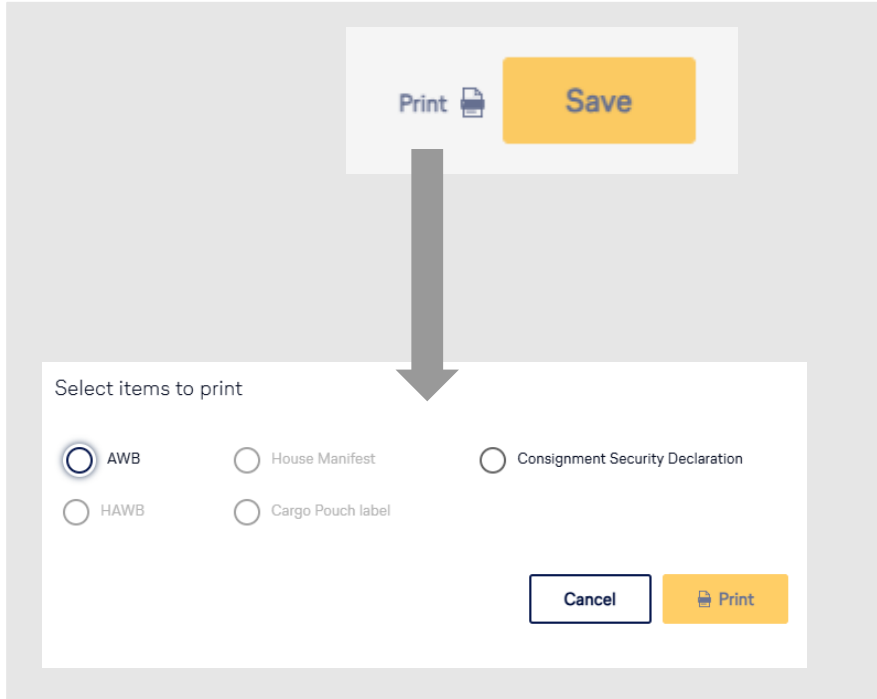 Print Save
Select items to print
AWB House Manifest Consignment Security Declaration
HAWB Cargo Pouch label
Cancel Print